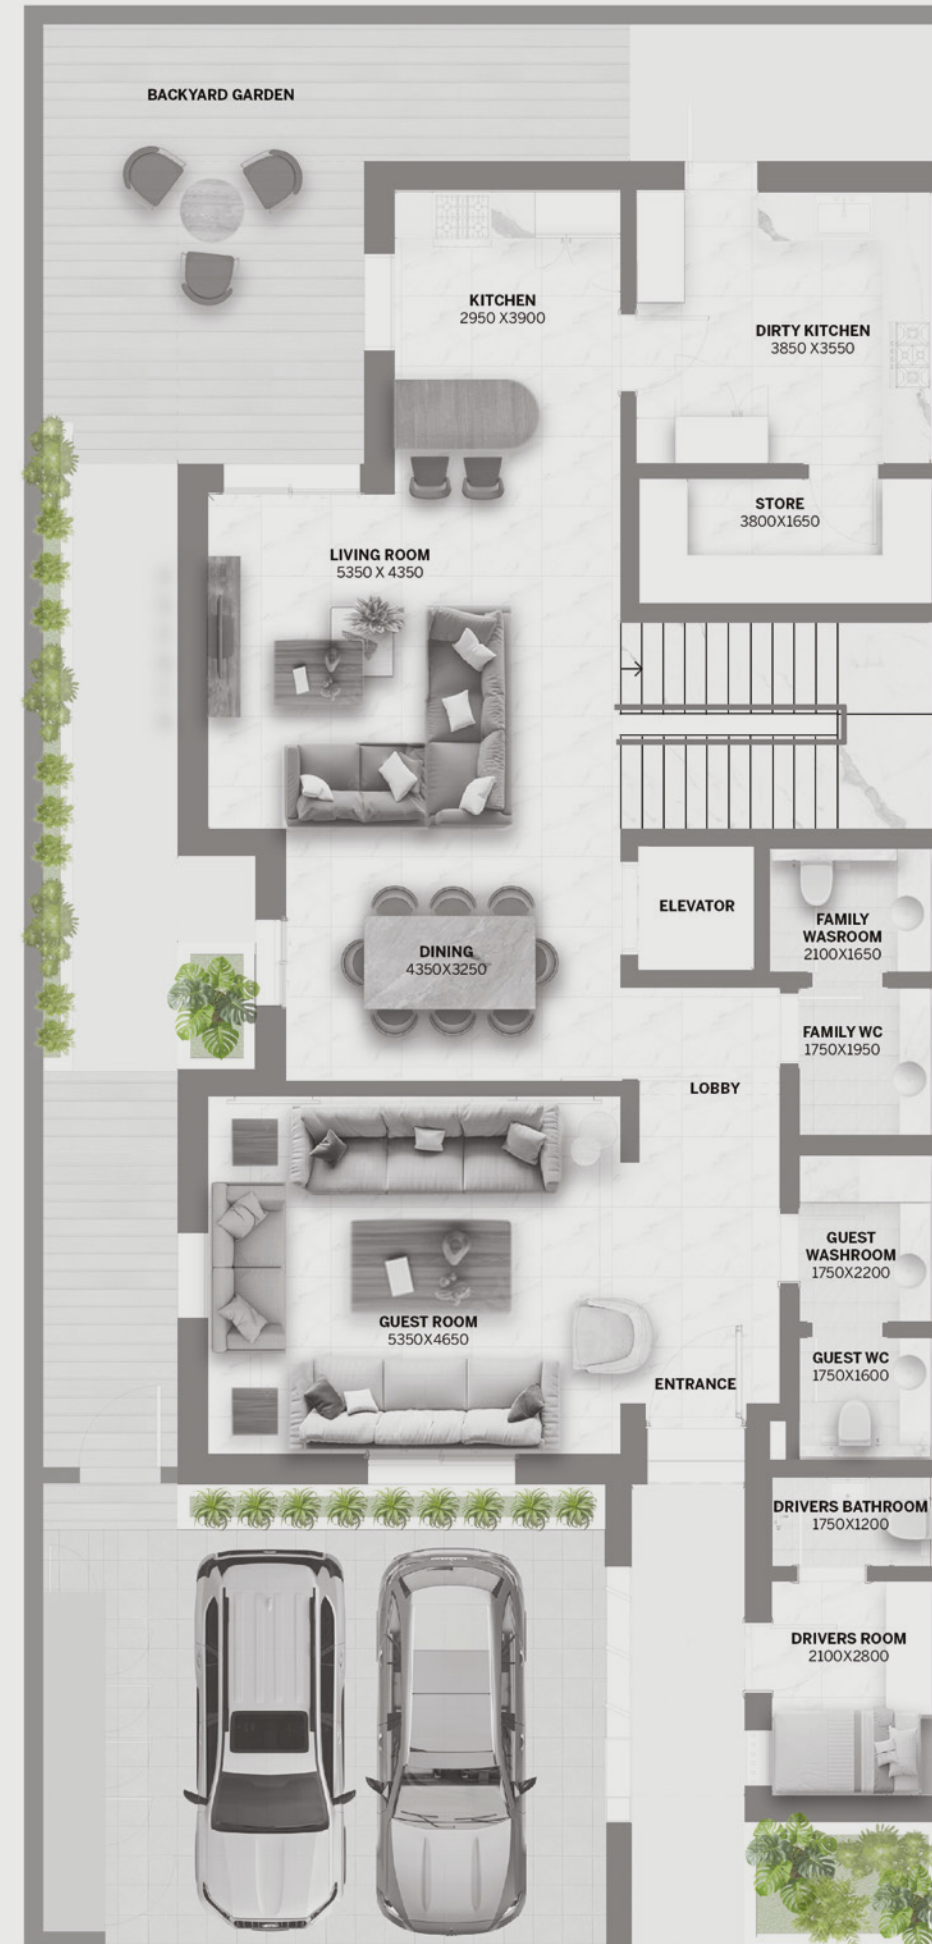 BACKYARD GARDEN
KITCHEN
2950 X3900
DIRTY KITCHEN
3850 X3550
STORE
3800X1650
LIVING ROOM
5350 X 4350
ELEVATOR
FAMILY
WASROOM
2100X1650
DINING
4350X3250
FAMILY WC
1750X1950
LOBBY
GUEST
WASHROOM
1750X2200
GUEST ROOM
5350X4650
GUEST WC
1750X1600
ENTRANCE
DRIVERS BATHROOM
1750X1200
DRIVERS ROOM
2100X2800